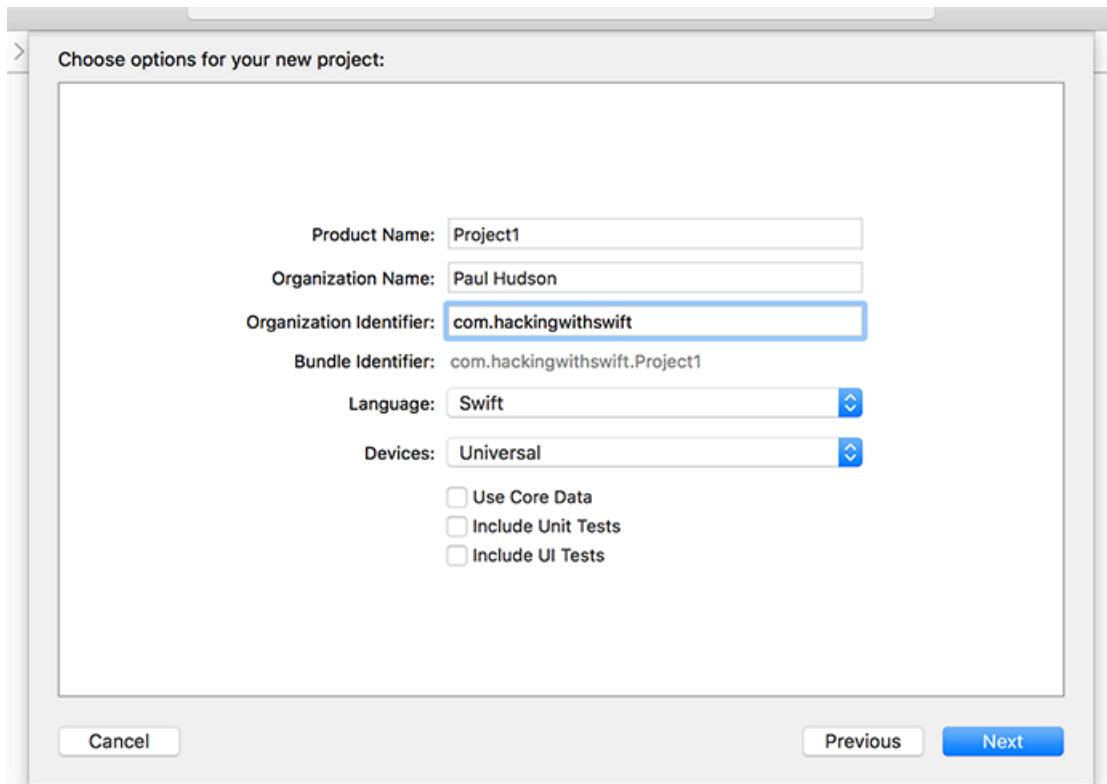 Choose options for your new project:
Product Name: Project1
Organization Name: Paul Hudson
Organization Identifier: com.hackingwithswift
Bundle Identifier: com.hackingwithswift.Project1
Language: Swift
Devices: Universal
Use Core Data
Include Unit Tests
Include UI Tests
Cancel Previous Next